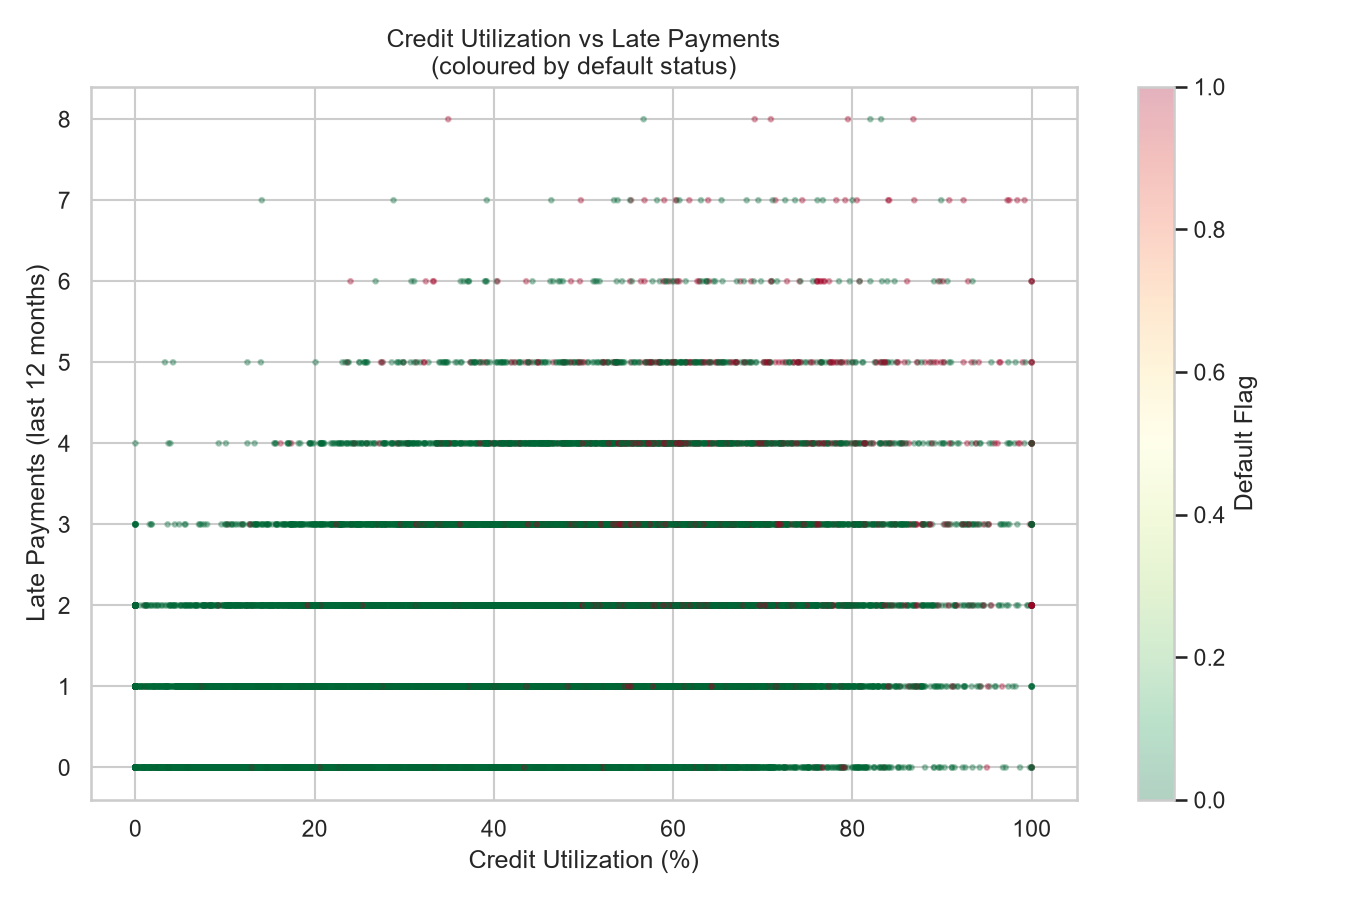 Credit Utilization vs Late Payments
(coloured by default status)
Late Payments (last 12 months)
8
7
6
5
4
3
2
1
0
0 20 40 60 80 100
Credit Utilization (%)
1.0
0.8
0.6
0.4
0.2
0.0
Default Flag